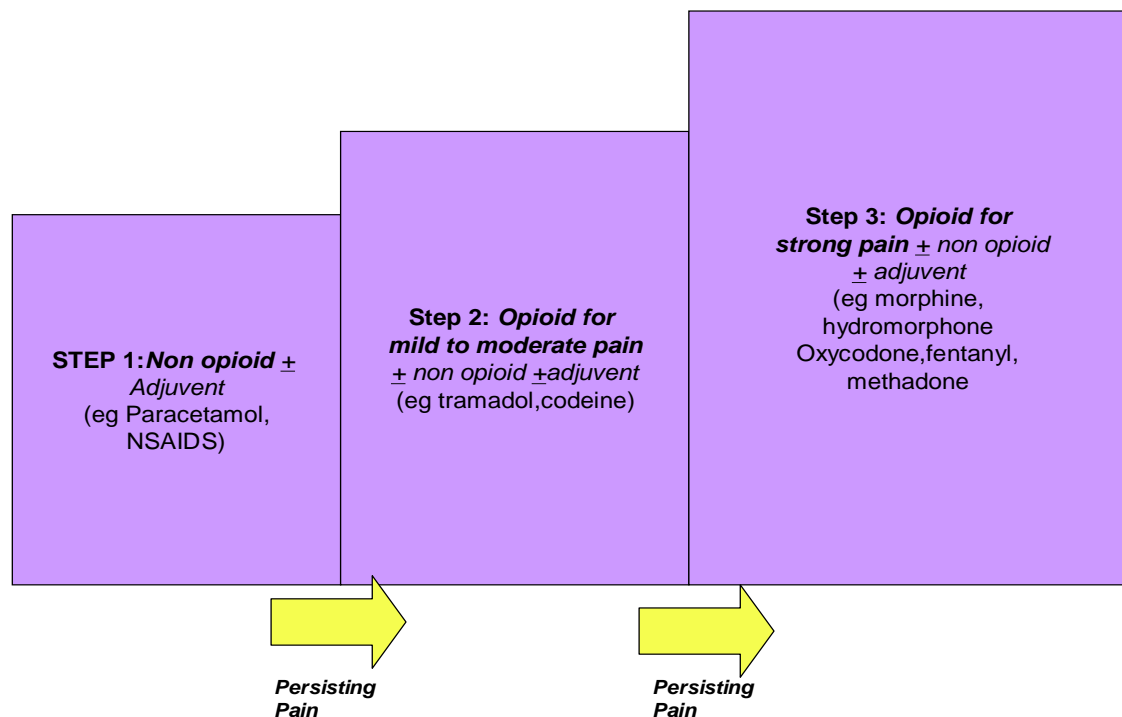 STEP 1:Non opioid ±
Adjuvent
(eg Paracetamol,
NSAIDS)
Step 2: Opioid for
mild to moderate pain
± non opioid ±adjuvent
(eg tramadol,codeine)
Step 3: Opioid for
strong pain ± non opioid
± adjuvent
(eg morphine,
hydromorphone
Oxycodone,fentanyl,
methadone
Persisting
Pain
Persisting
Pain